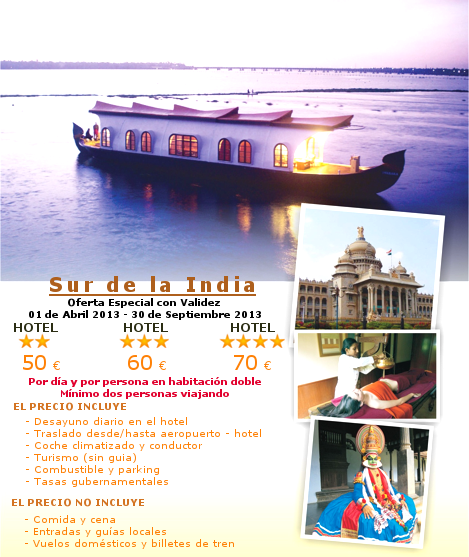 Sur de la India
Oferta Especial con Validez
01 de Abril 2013 - 30 de Septiembre 2013
HOTEL HOTEL HOTEL
50 € 60 € 70 €
Por día y por persona en habitación doble
Mínimo dos personas viajando
EL PRECIO INCLUYE
- Desayuno diario en el hotel
- Traslado desde/hasta aeropuerto - hotel
- Coche climatizado y conductor
- Turismo (sin guia)
- Combustible y parking
- Tasas gubernamentales
EL PRECIO NO INCLUYE
- Comida y cena
- Entradas y guías locales
- Vuelos domésticos y billetes de tren